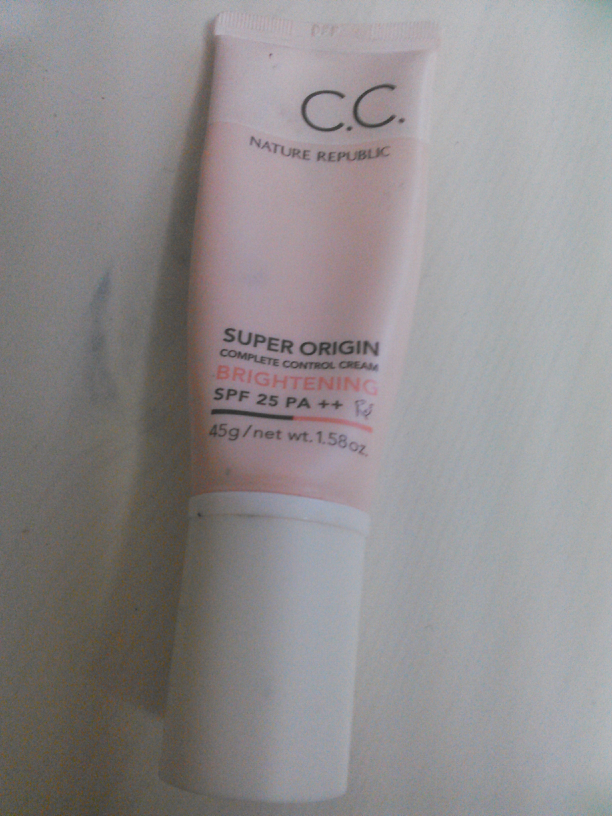 C.C.
NATURE REPUBLIC
SUPER ORIGIN
COMPLETE CONTROL CREAM
BRIGHTENING
SPF 25 PA ++
45g/net wt.1.58oz.